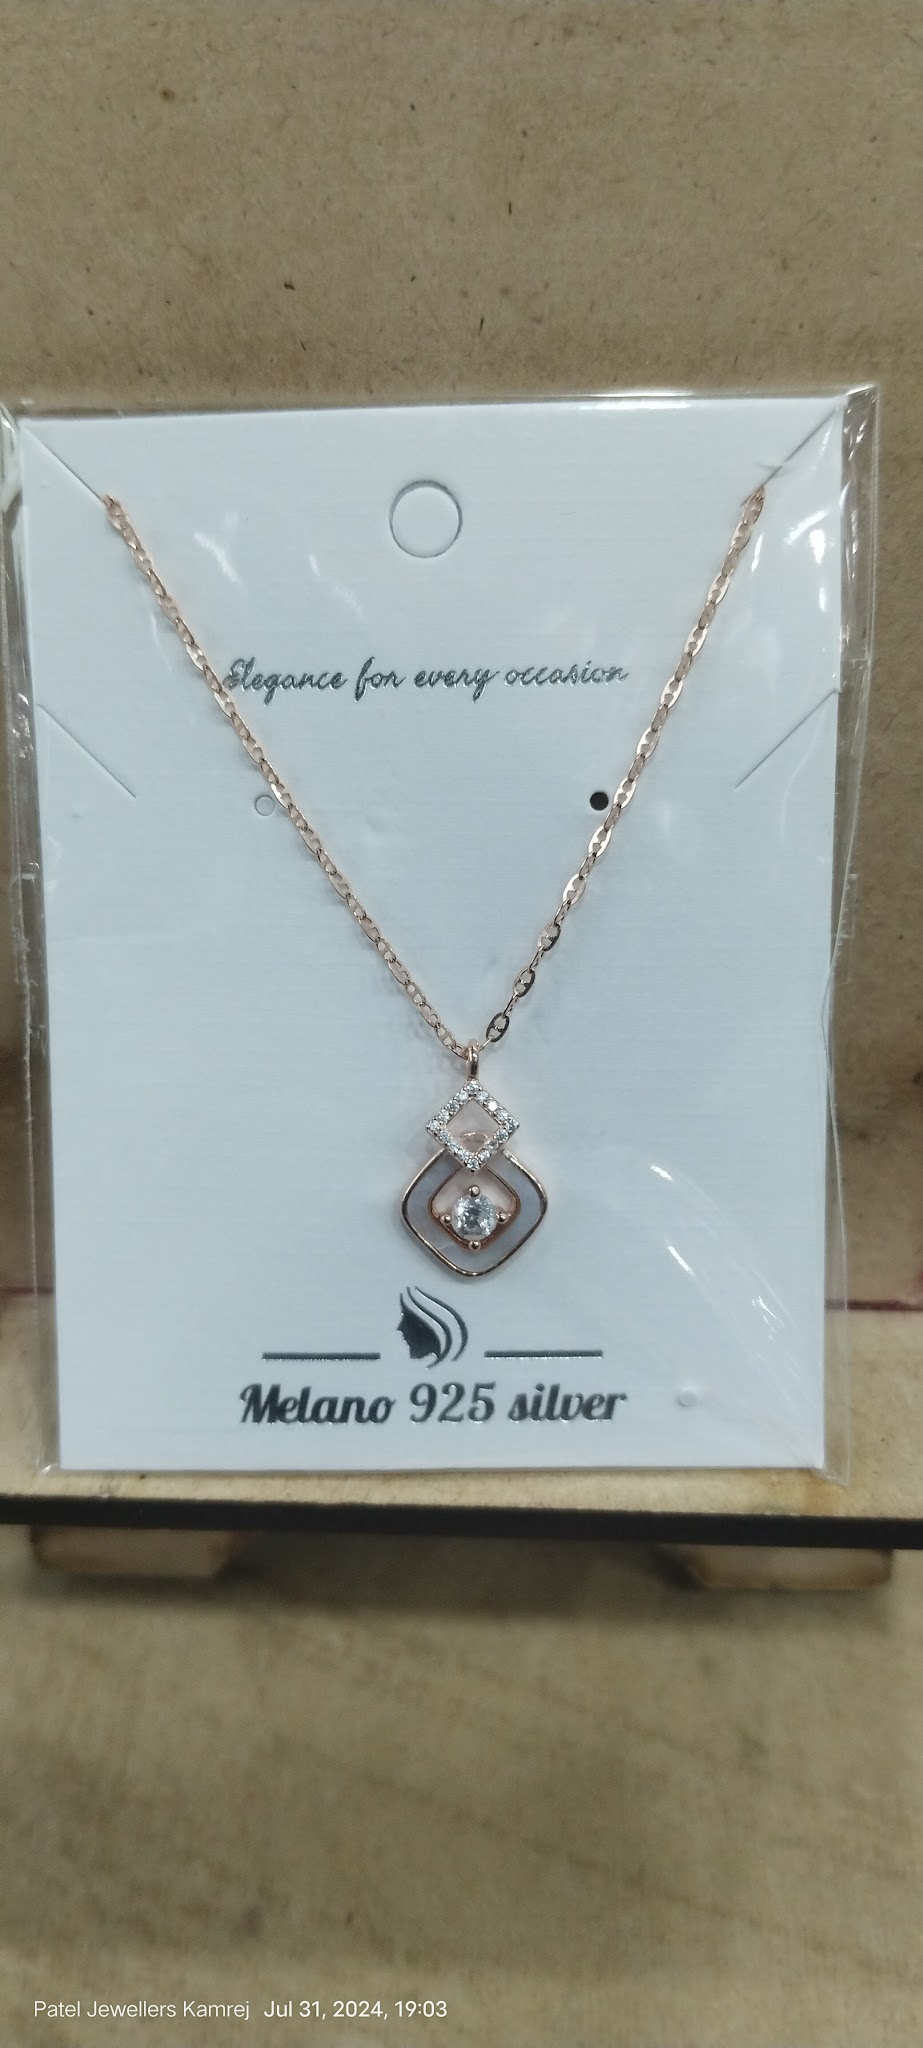 Elegance for every occasion
Melano 925 silver
Patel Jewellers Kamrej Jul 31, 2024, 19:03